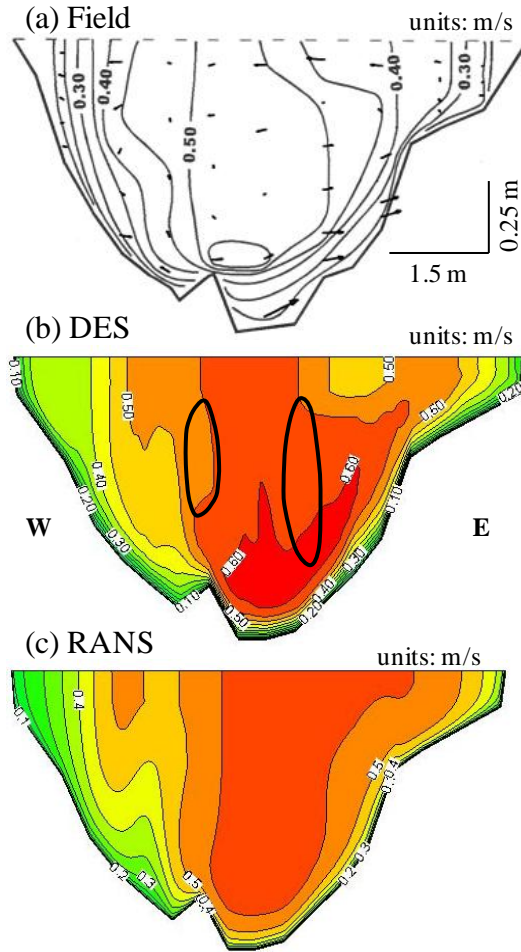 (a) Field units: m/s
0.30 0.40 0.50 0.40 0.30
0.25 m
1.5 m
(b) DES units: m/s
0.10 0.50 0.50 0.60 0.20
0.40 0.60
0.20 0.10
W E
0.30 0.60 0.30
0.10 0.50 0.20 0.40
(c) RANS units: m/s
0.1 0.4
0.5 0.4
0.2 0.3 0.5 0.4 0.2 0.3